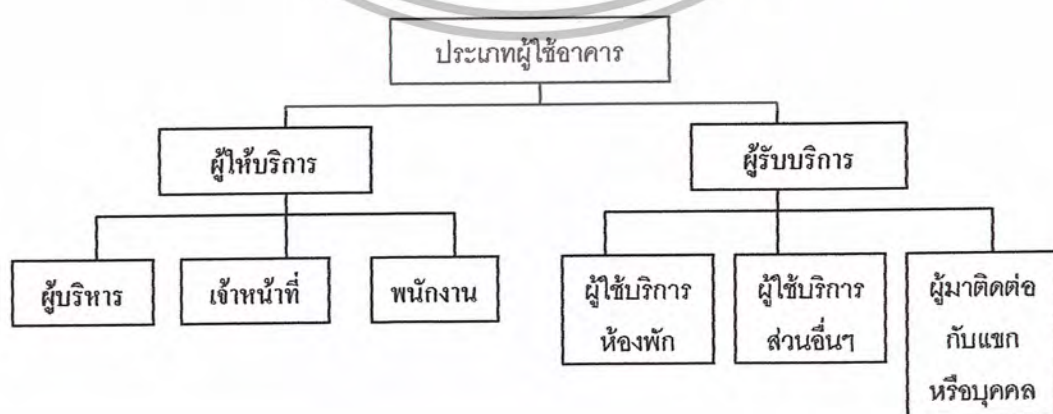 ประเภทผู้ใช้อาคาร
ผู้ให้บริการ
ผู้รับบริการ
ผู้บริหาร
เจ้าหน้าที่
พนักงาน
ผู้ใช้บริการ
ห้องพัก
ผู้ใช้บริการ
ส่วนอื่นๆ
ผู้มาติดต่อ
กับแขก
หรือบุคคล